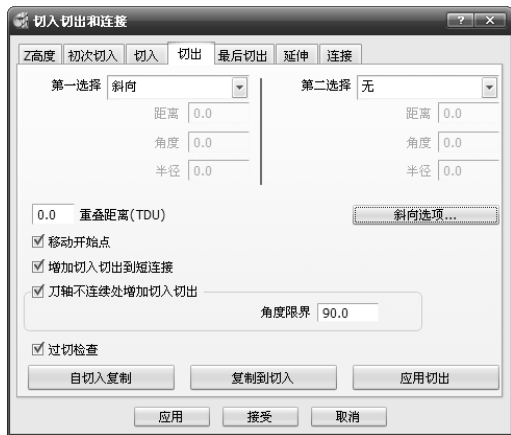 切入切出和连接
Z高度 初次切入 切入 切出 最后切出 延伸 连接
第一选择 斜向 第二选择 无
距离 0.0 距离 0.0
角度 0.0 角度 0.0
半径 0.0 半径 0.0
0.0 重叠距离(TDU) 斜向选项...
移动开始点
增加切入切出到短连接
刀轴不连续处增加切入切出
角度限界 90.0
过切检查
自切入复制 复制到切入 应用切出
应用 接受 取消